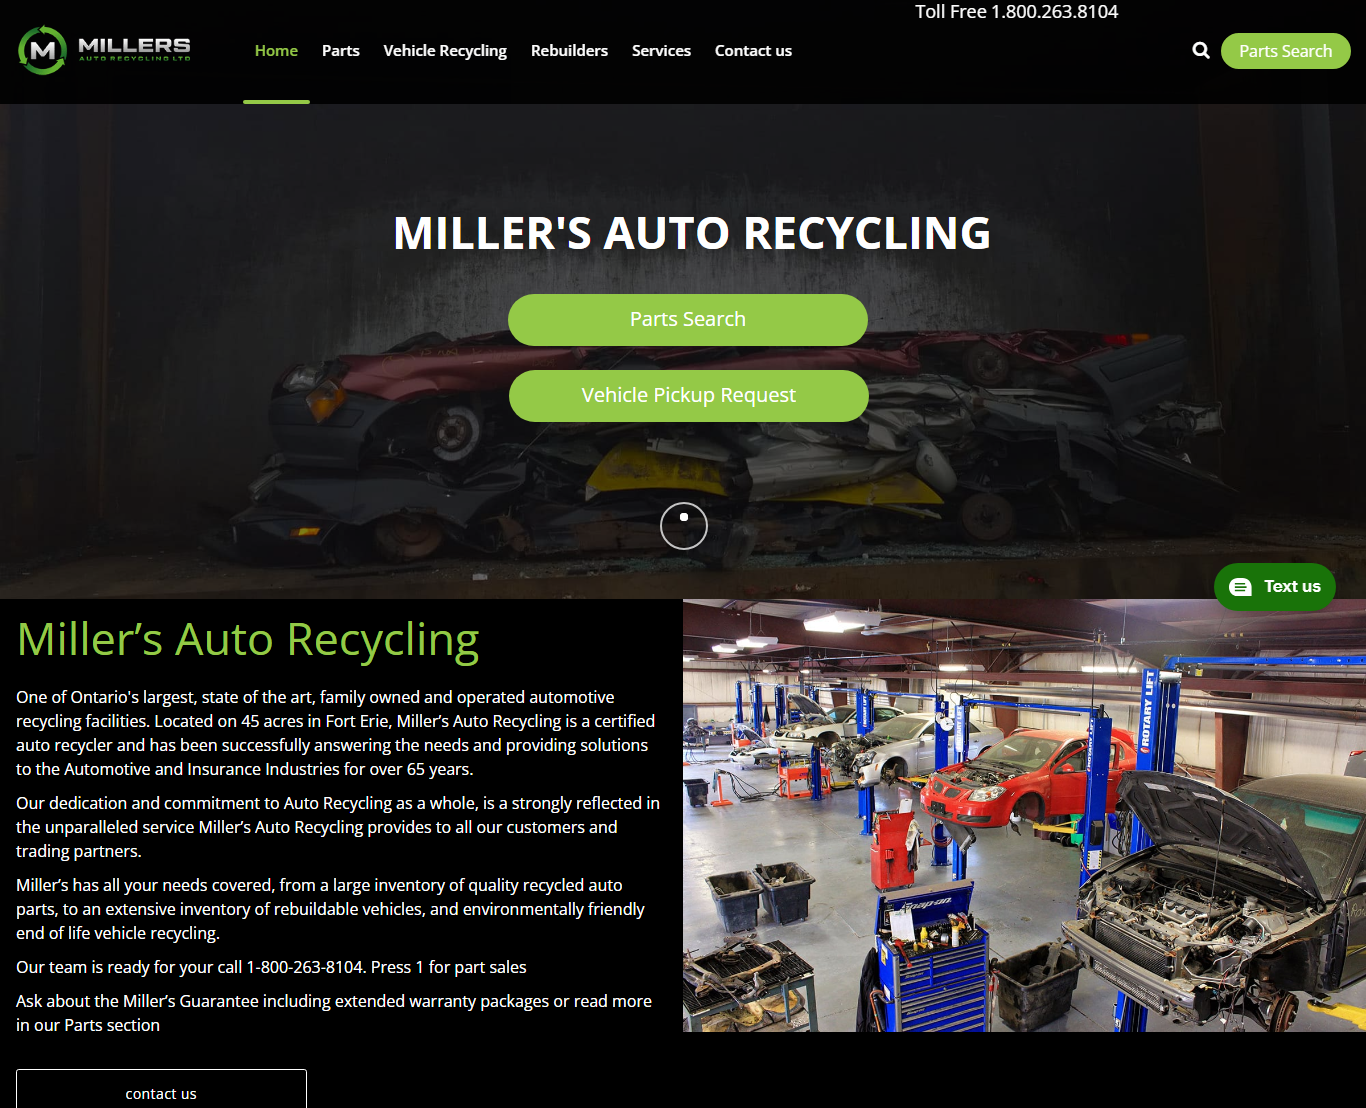 Toll Free 1.800.263.8104
M MILLERS
AUTO RECYCLING LTD
Home Parts Vehicle Recycling Rebuilders Services Contact us
Parts Search
MILLER'S AUTO RECYCLING
Parts Search
Vehicle Pickup Request
Text us
Miller’s Auto Recycling
One of Ontario's largest, state of the art, family owned and operated automotive
recycling facilities. Located on 45 acres in Fort Erie, Miller’s Auto Recycling is a certified
auto recycler and has been successfully answering the needs and providing solutions
to the Automotive and Insurance Industries for over 65 years.
Our dedication and commitment to Auto Recycling as a whole, is a strongly reflected in
the unparalleled service Miller’s Auto Recycling provides to all our customers and
trading partners.
Miller’s has all your needs covered, from a large inventory of quality recycled auto
parts, to an extensive inventory of rebuildable vehicles, and environmentally friendly
end of life vehicle recycling.
Our team is ready for your call 1-800-263-8104. Press 1 for part sales
Ask about the Miller’s Guarantee including extended warranty packages or read more
in our Parts section
contact us
ROTARY LIFT
Snap-on